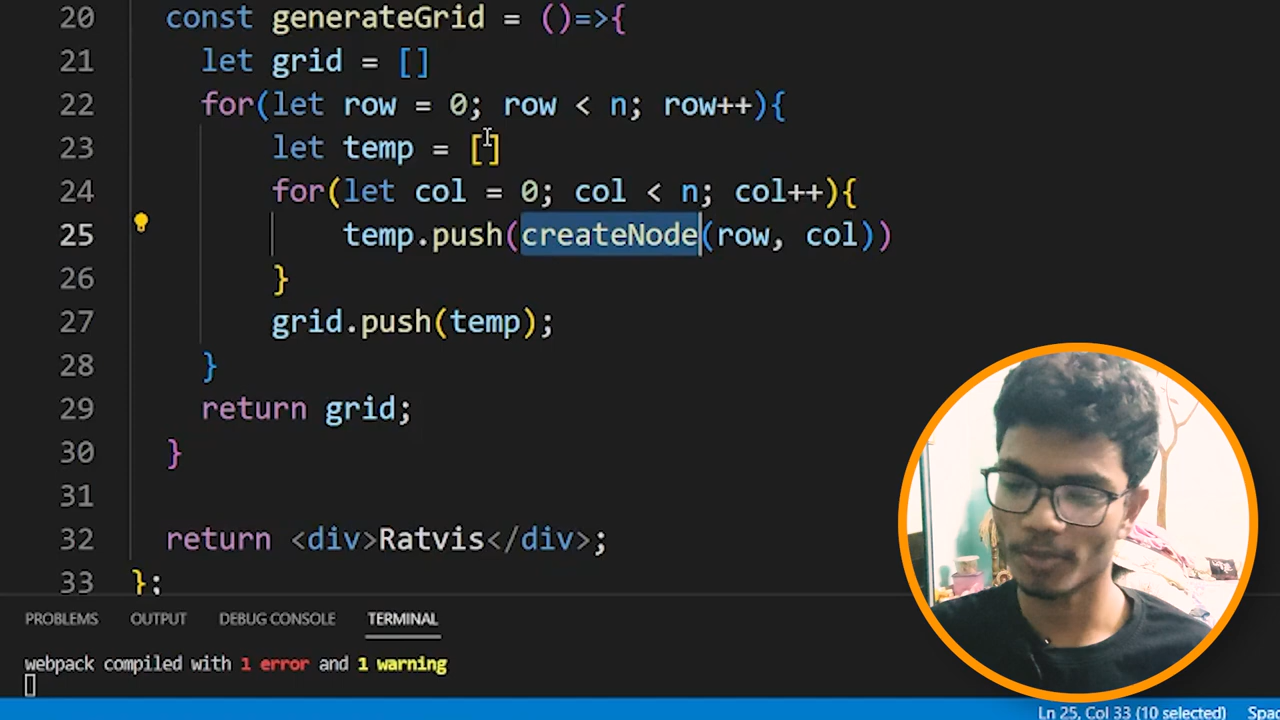 20 const generateGrid = ()=>{
21 let grid = []
22 for(let row = 0; row < n; row++){
23 let temp = []
24 for(let col = 0; col < n; col++){
25 temp.push(createNode(row, col))
26 }
27 grid.push(temp);
28 }
29 return grid;
30 }
31
32 return <div>Ratvis</div>;
33 };
PROBLEMS OUTPUT DEBUG CONSOLE TERMINAL
webpack compiled with 1 error and 1 warning
Ln 25, Col 33 (10 selected)